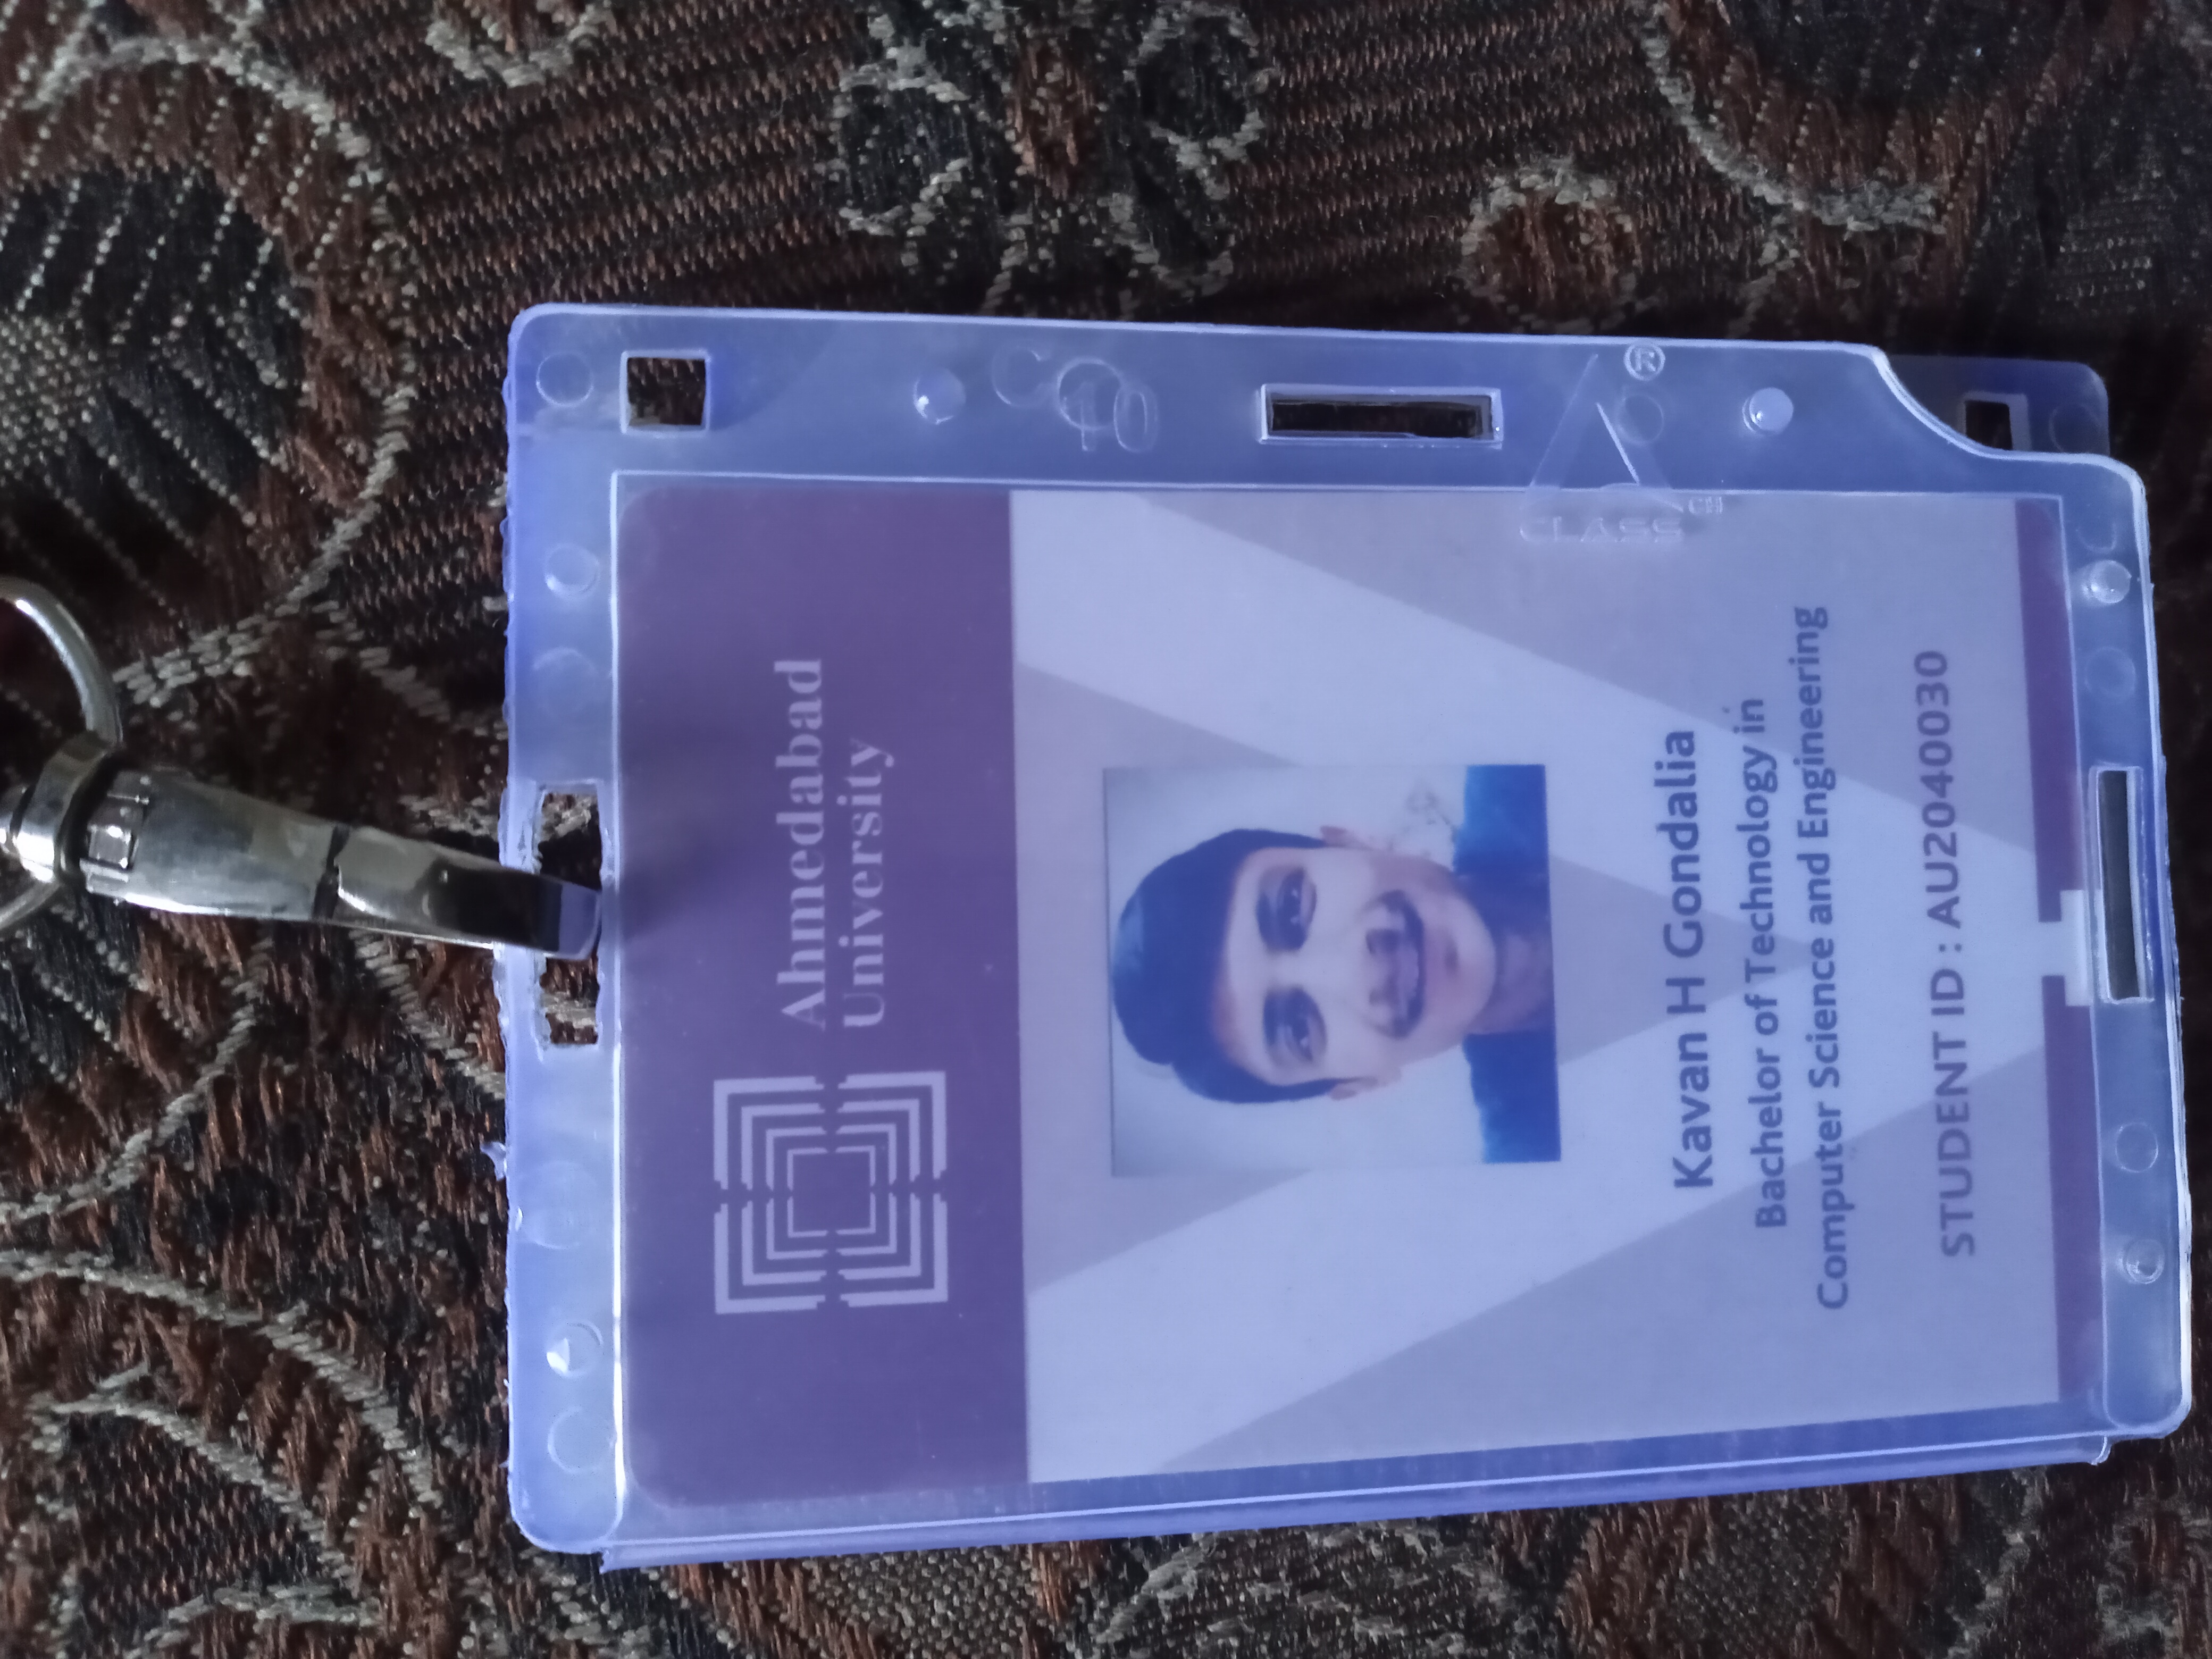 Ahmedabad
University
Kavan H Gondalia
Bachelor of Technology in
Computer Science and Engineering
STUDENT ID : AU2040030
CLASS
®